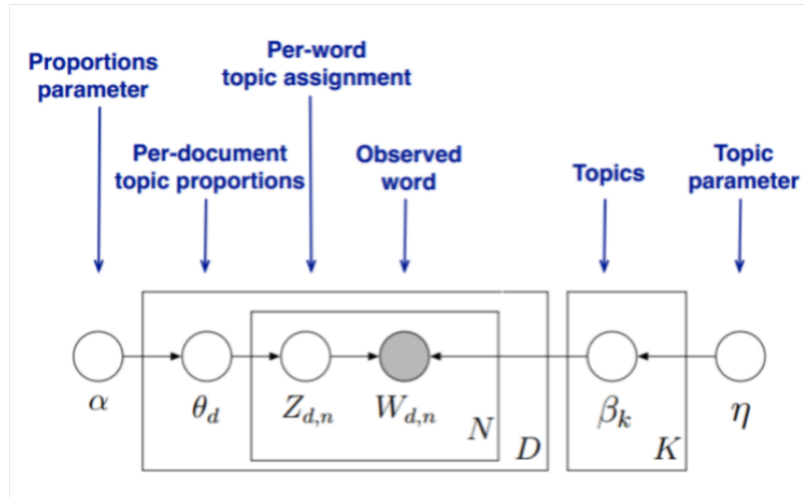 Proportions
parameter
Per-word
topic assignment
Per-document
topic proportions
Observed
word
Topics
Topic
parameter
α
θd
Zd,n
Wd,n
N
D
βk
K
η